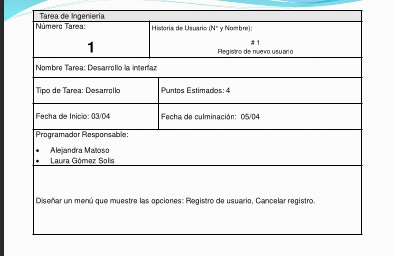 Tarea de Ingeniería
Número Tarea:
1
Historia de Usuario (Nº y Nombre):
# 1
Registro de nuevo usuario
Nombre Tarea: Desarrollo la interfaz
Tipo de Tarea: Desarrollo
Puntos Estimados: 4
Fecha de Inicio: 03/04
Fecha de culminación: 05/04
Programador Responsable:
• Alejandra Matoso
• Laura Gómez Solis
Diseñar un menú que muestre las opciones: Registro de usuario, Cancelar registro.